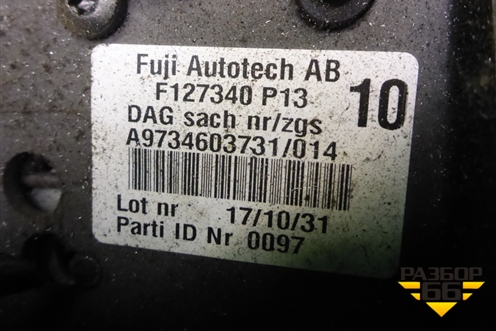 Fuji Autotech AB
F127340 P13
10
DAG sach nr/zgs
A9734603731/014
Lot nr 17/10/31
Parti ID Nr 0097
РАЗБОР
66